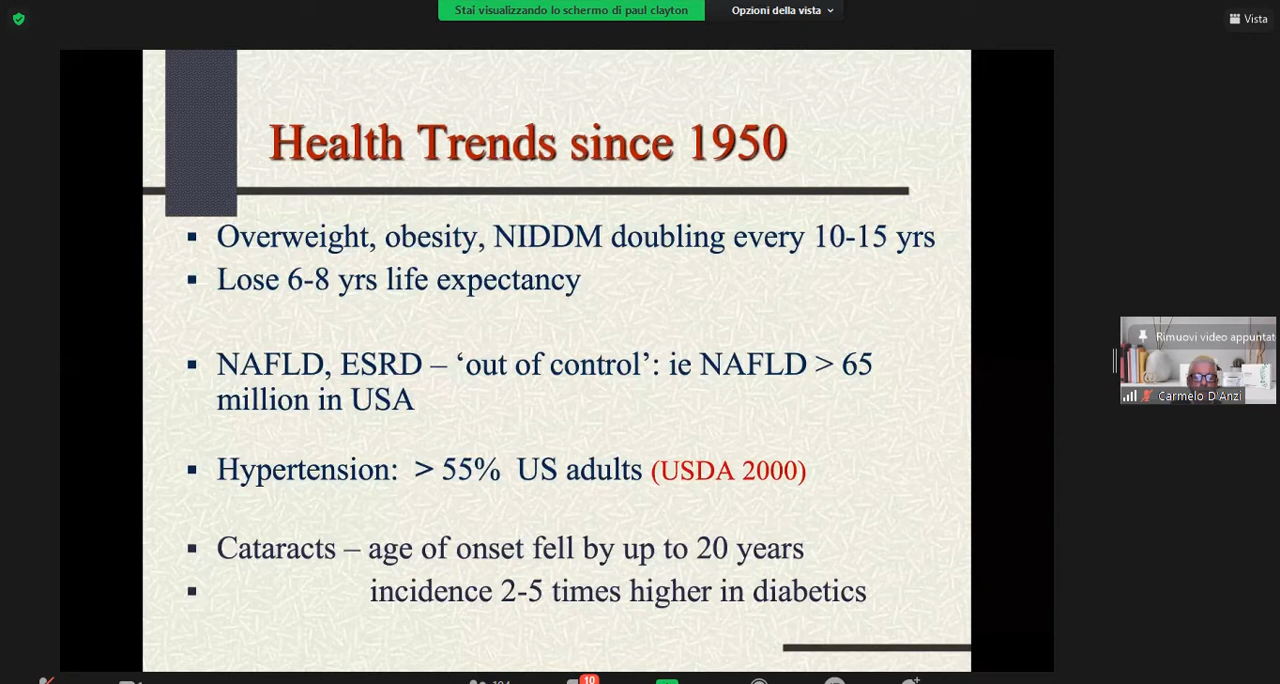 Stai visualizzando lo schermo di paul clayton
Opzioni della vista
Vista
Health Trends since 1950
▪ Overweight, obesity, NIDDM doubling every 10-15 yrs
▪ Lose 6-8 yrs life expectancy
▪ NAFLD, ESRD – ‘out of control’: ie NAFLD > 65
million in USA
▪ Hypertension: > 55% US adults (USDA 2000)
▪ Cataracts – age of onset fell by up to 20 years
▪ incidence 2-5 times higher in diabetics
Rimuovi video appuntat
Carmelo D'Anzi
10